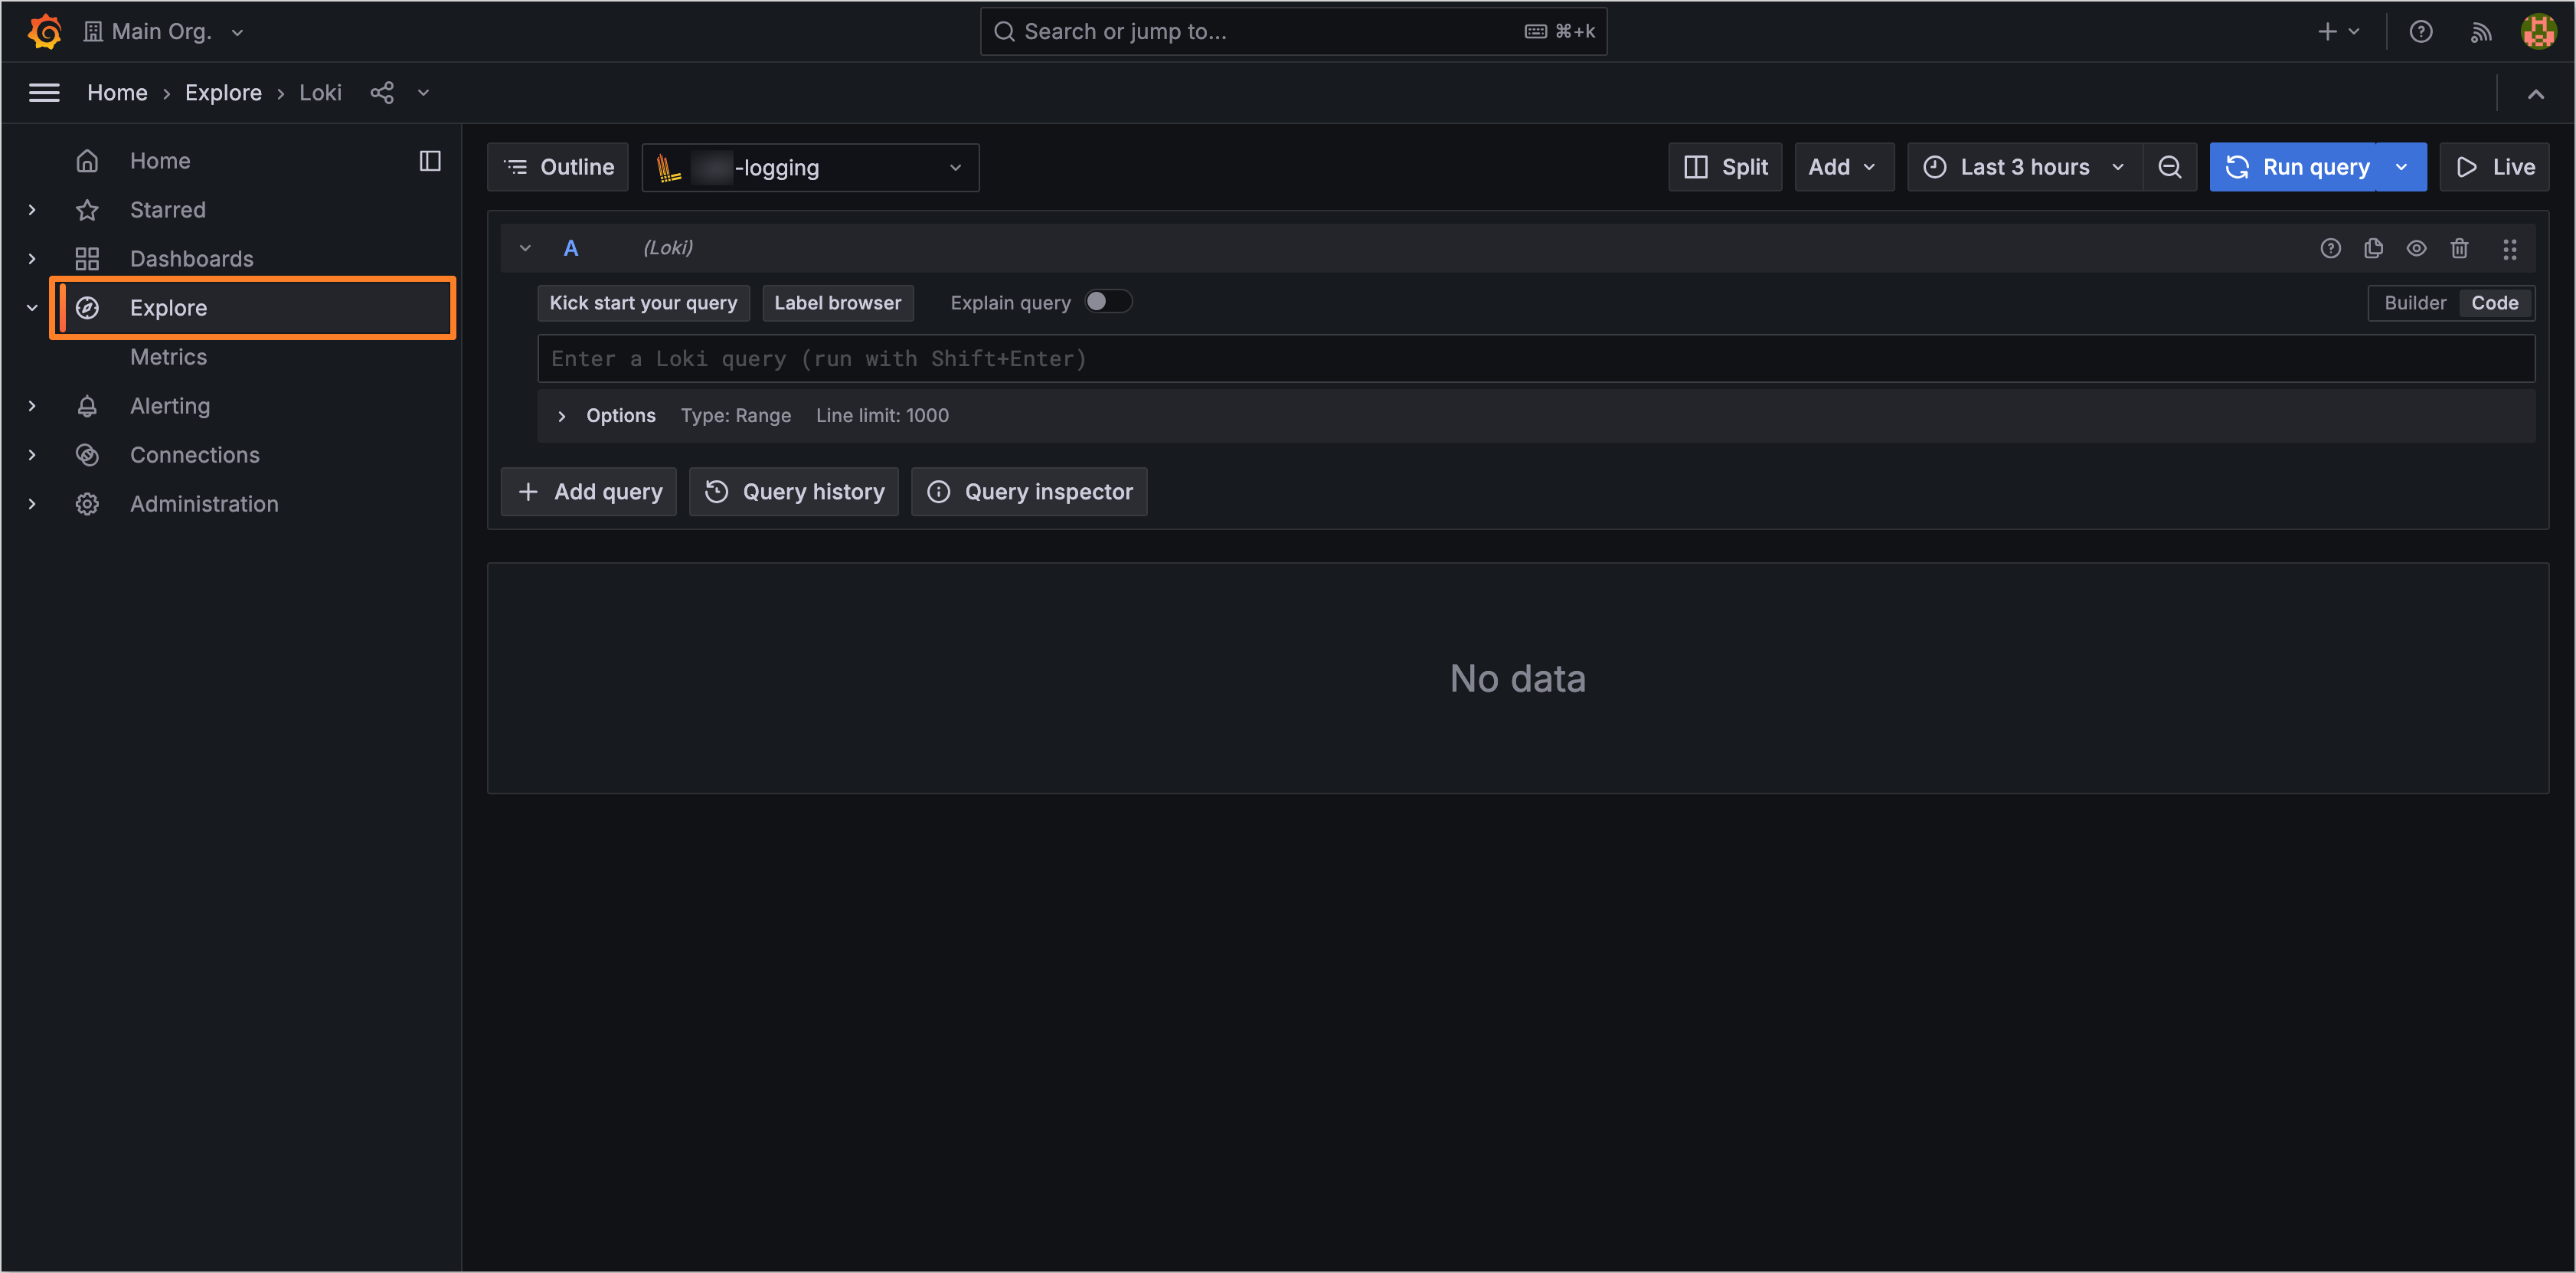 Main Org.
Search or jump to...
⌘+k
Home › Explore › Loki
Home
Starred
Dashboards
Explore
Metrics
Alerting
Connections
Administration
Outline
-logging
Split
Add
Last 3 hours
Run query
Live
A
(Loki)
Kick start your query
Label browser
Explain query
Builder
Code
Enter a Loki query (run with Shift+Enter)
Options Type: Range Line limit: 1000
Add query
Query history
Query inspector
No data